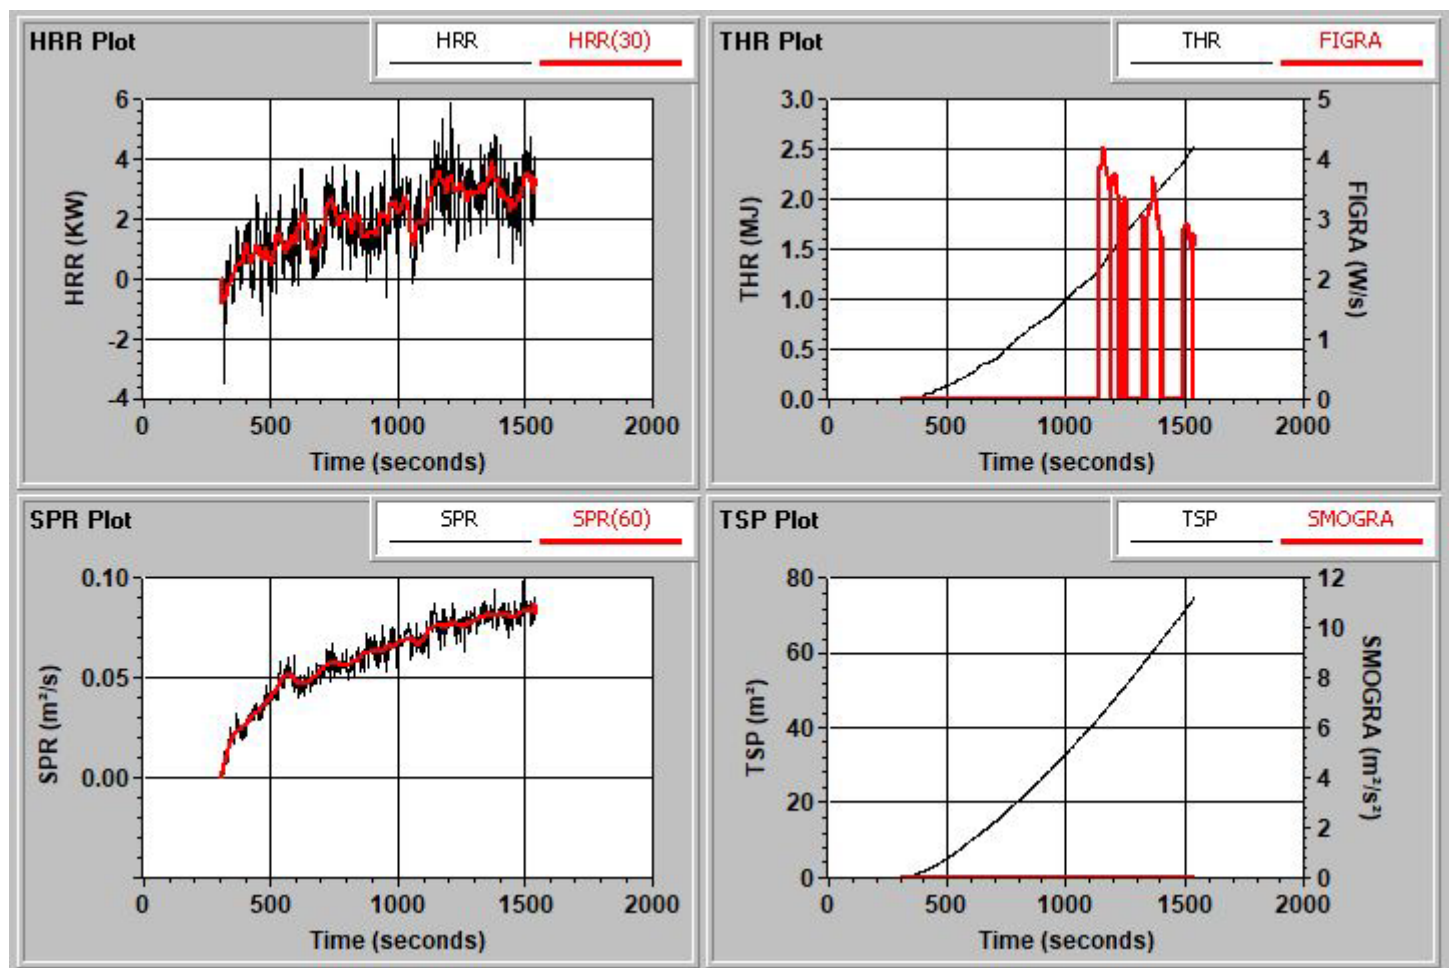 HRR Plot
HRR HRR(30)
6
4
2
0
-2
-4
HRR (KW)
0 500 1000 1500 2000
Time (seconds)
THR Plot
THR FIGRA
3.0
2.5
2.0
1.5
1.0
0.5
0.0
THR (MJ)
5
4
3
2
1
0
FIGRA (W/s)
0 500 1000 1500 2000
Time (seconds)
SPR Plot
SPR SPR(60)
0.10
0.05
0.00
SPR (m²/s)
0 500 1000 1500 2000
Time (seconds)
TSP Plot
TSP SMOGRA
80
60
40
20
0
TSP (m²)
12
10
8
6
4
2
0
SMOGRA (m²/s²)
0 500 1000 1500 2000
Time (seconds)